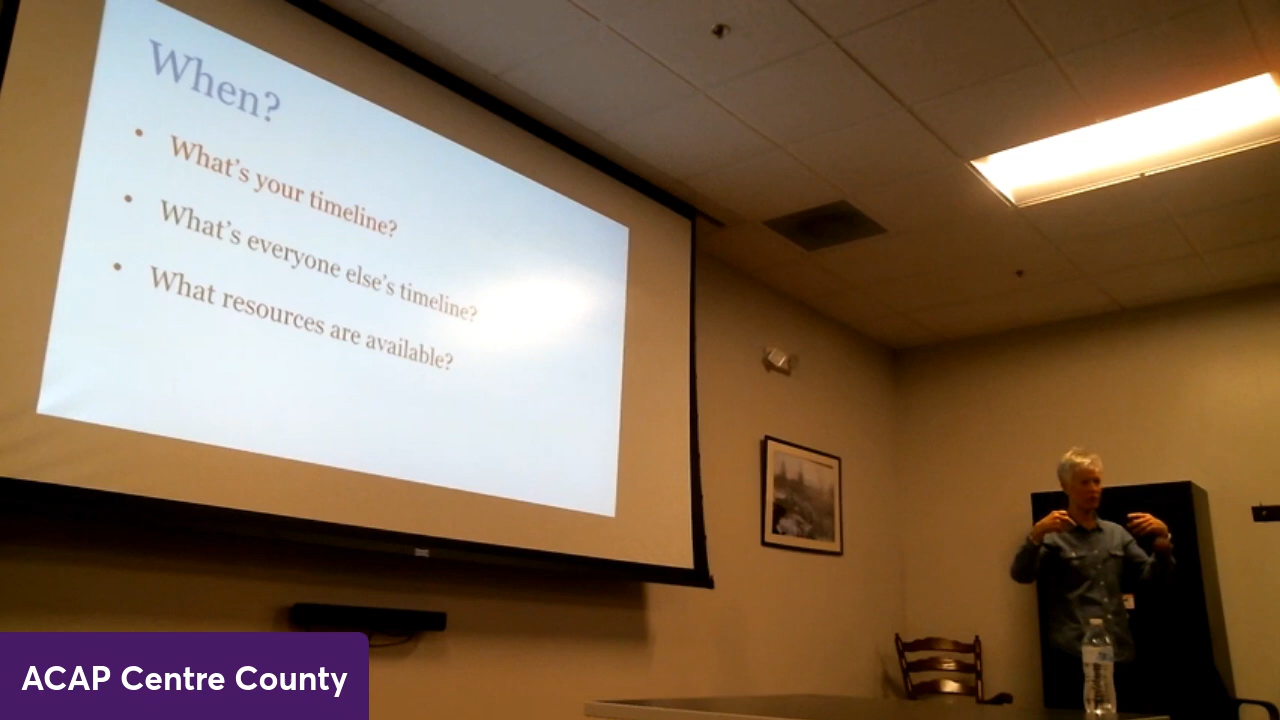 When?
• What's your timeline?
• What's everyone else's timeline?
• What resources are available?
ACAP Centre County